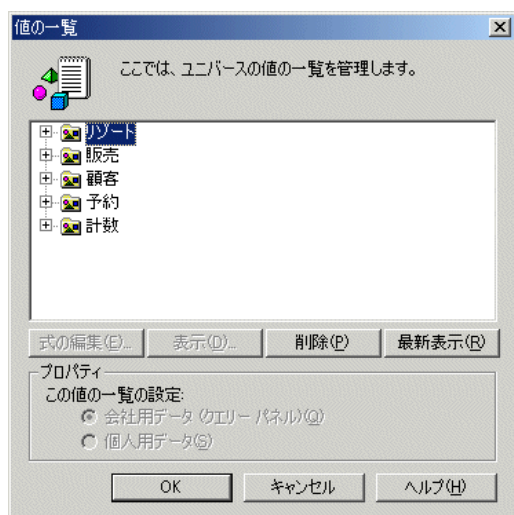 値の一覧
ここでは、ユニバースの値の一覧を管理します。
リゾート
販売
顧客
予約
計数
式の編集(E)... 表示(D)... 削除(P) 最新表示(R)
プロパティ
この値の一覧の設定:
会社用データ (クエリー パネル)(Q)
個人用データ(S)
OK キャンセル ヘルプ(H)